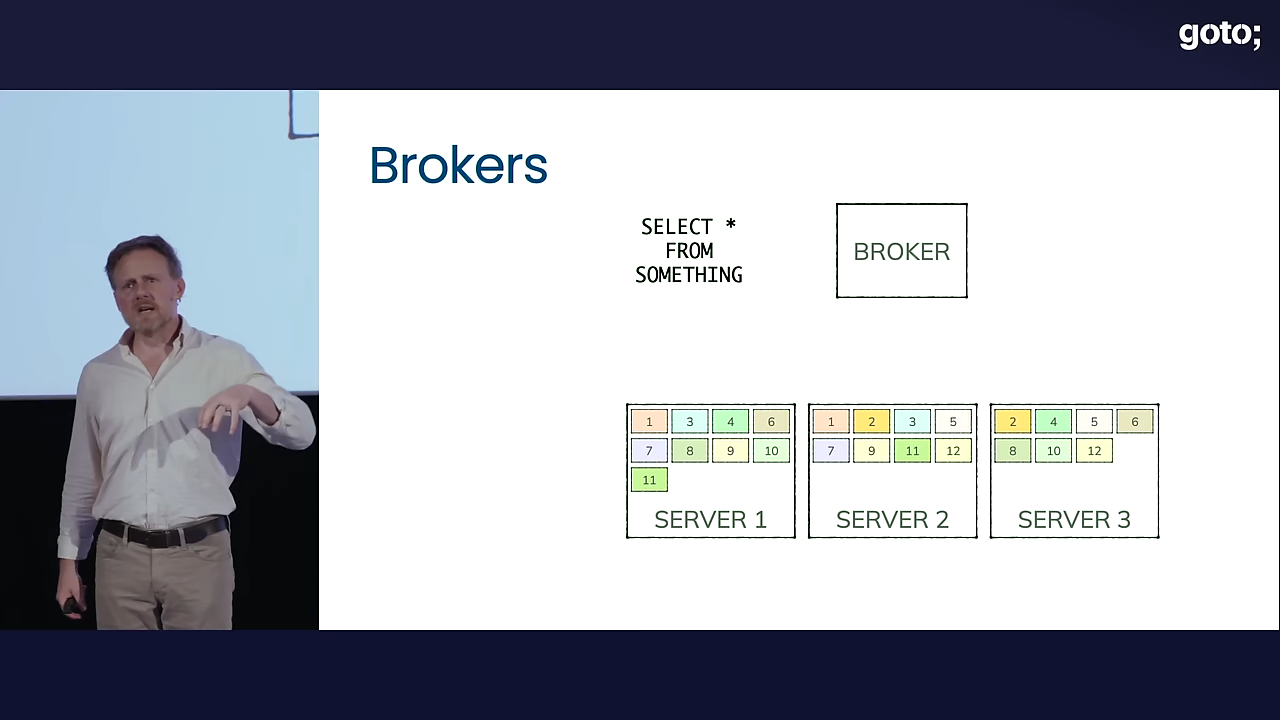 goto;
Brokers
SELECT *
FROM
SOMETHING
BROKER
1 3 4 6
7 8 9 10
11
SERVER 1
1 2 3 5
7 9 11 12
SERVER 2
2 4 5 6
8 10 12
SERVER 3